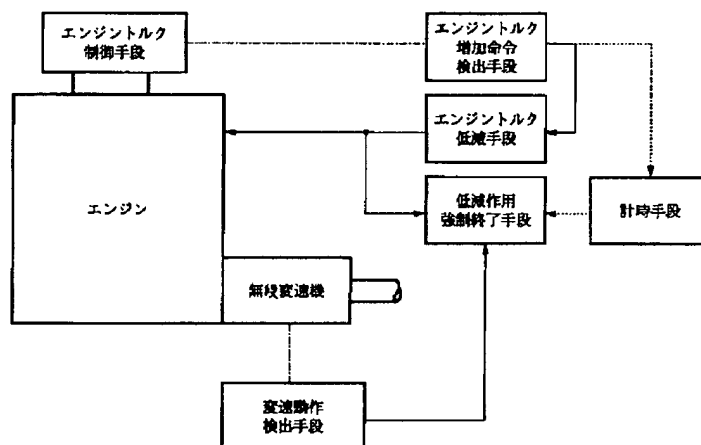 エンジントルク
制御手段
エンジントルク
増加命令
検出手段
エンジントルク
低減手段
エンジン
低減作用
強制終了手段
計時手段
無段変速機
変速動作
検出手段